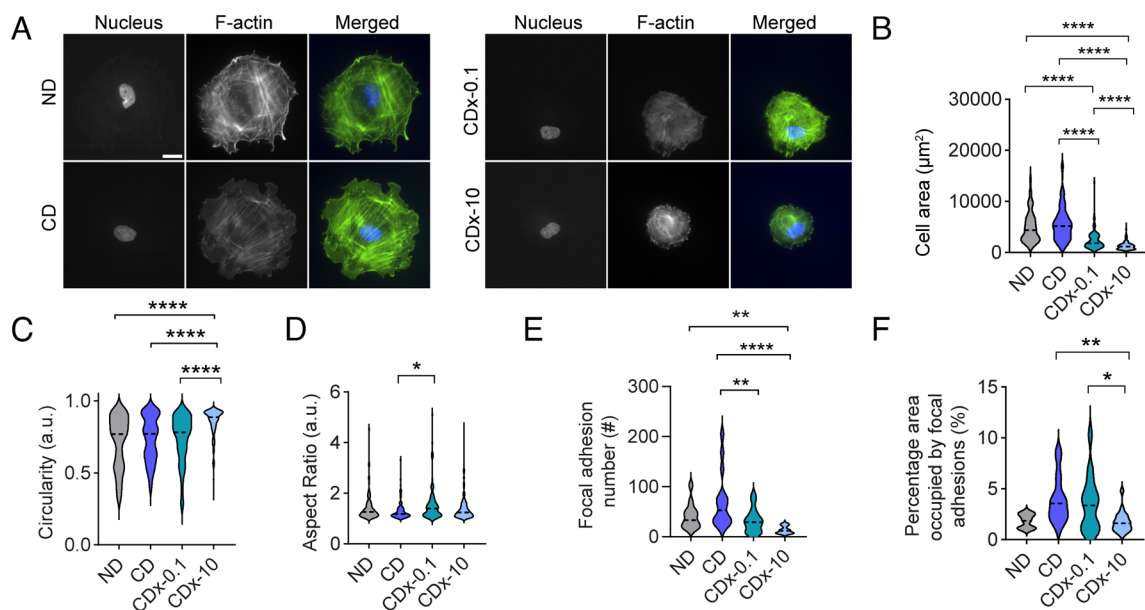 A
Nucleus F-actin Merged
ND
CD
Nucleus F-actin Merged
CDx-0.1
CDx-10
B
****
****
****
****
****
Cell area (µm²)
30000
20000
10000
0
ND
CD
CDx-0.1
CDx-10
C
****
****
****
Circularity (a.u.)
1.0
0.5
0.0
ND
CD
CDx-0.1
CDx-10
D
*
Aspect Ratio (a.u.)
6
4
2
0
ND
CD
CDx-0.1
CDx-10
E
**
****
**
Focal adhesion
number (#)
300
200
100
0
ND
CD
CDx-0.1
CDx-10
F
**
*
Percentage area
occupied by focal
adhesions (%)
15
10
5
0
ND
CD
CDx-0.1
CDx-10